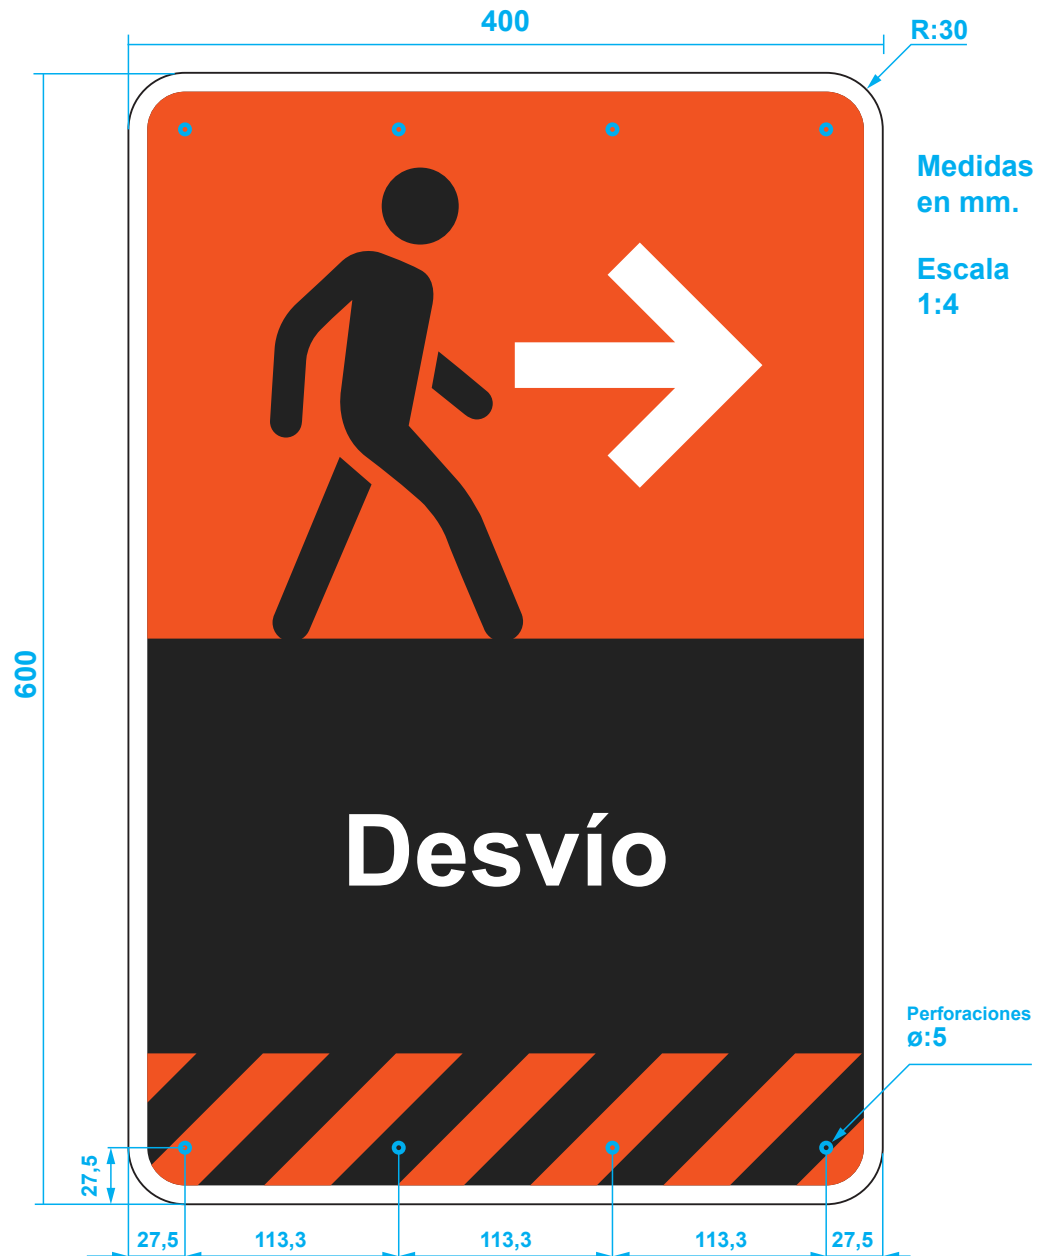 400
R:30
Medidas
en mm.
Escala
1:4
600
Desvío
Perforaciones
ø:5
27,5
27,5
113,3
113,3
113,3
27,5